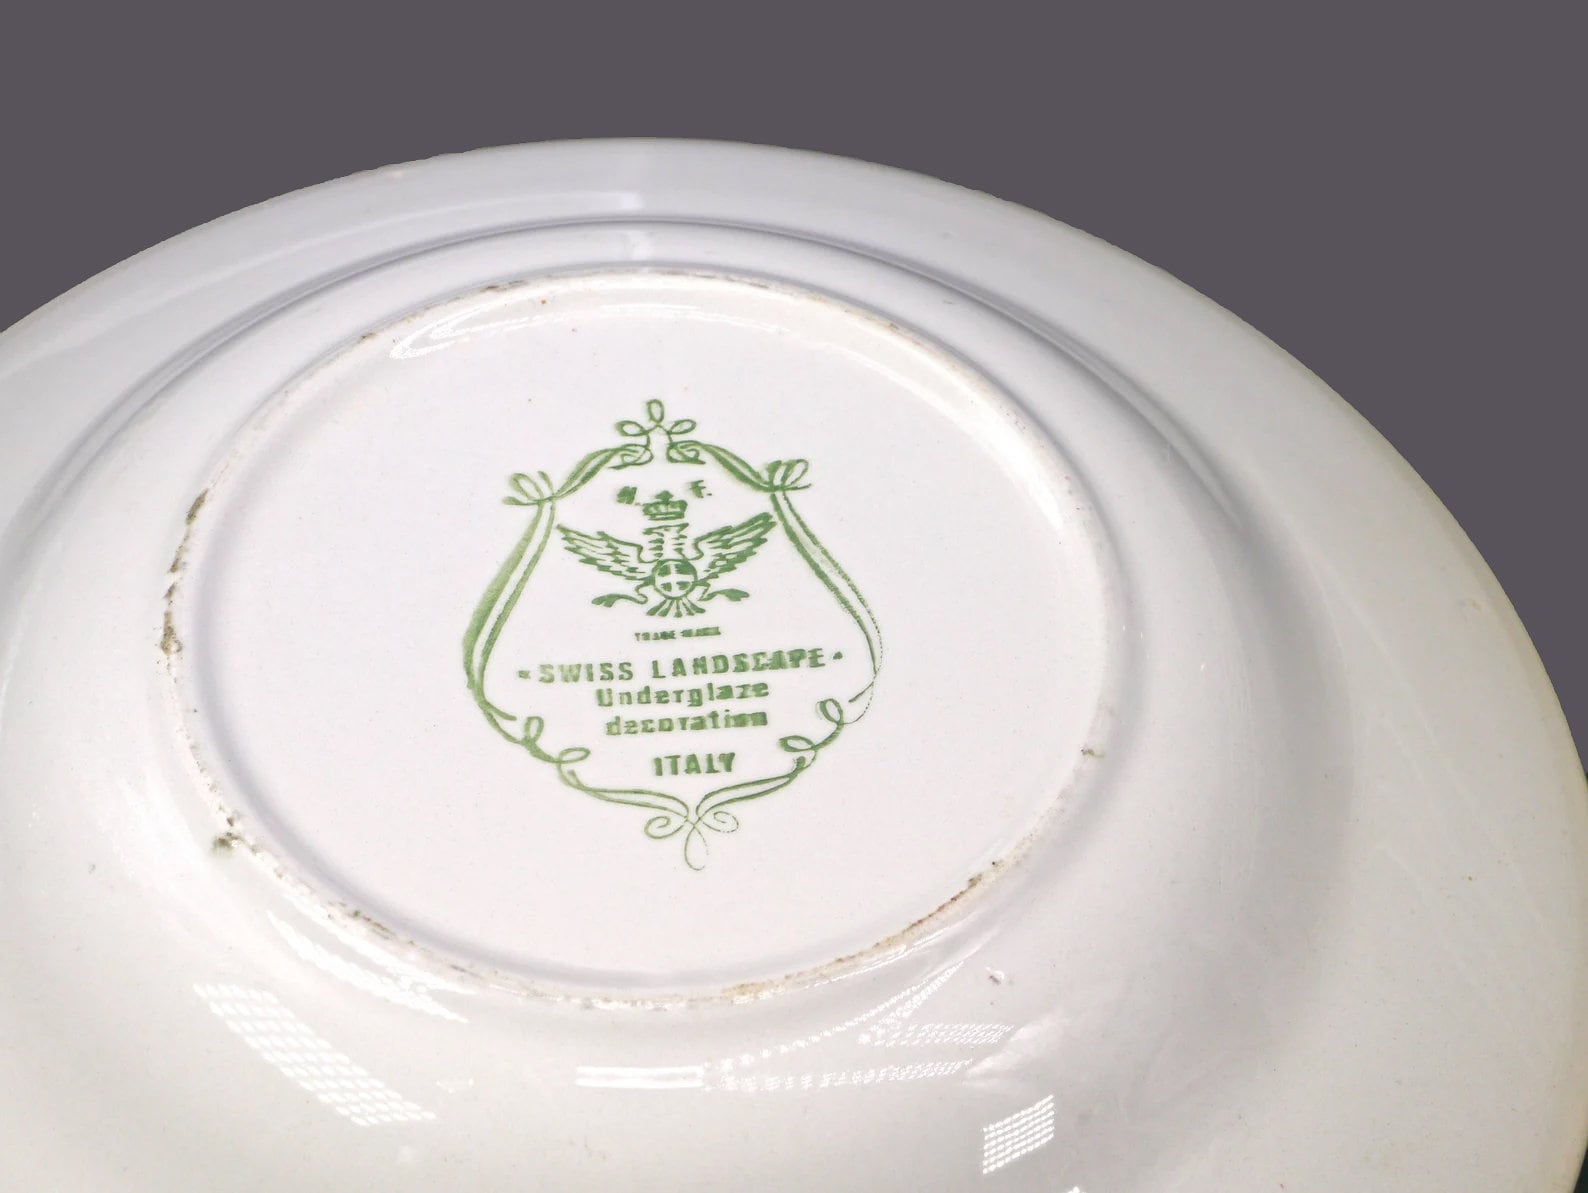 N. F.
TRADE MARK
"SWISS LANDSCAPE"
Underglaze
decoration
ITALY